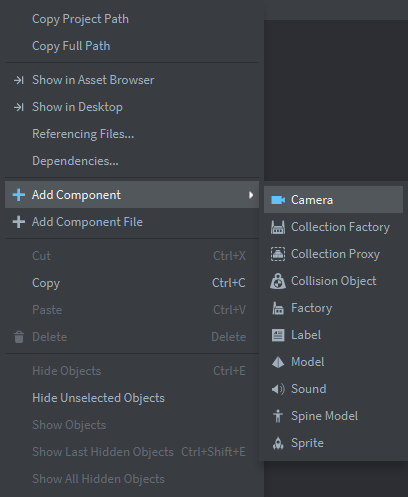 Copy Project Path
Copy Full Path
Show in Asset Browser
Show in Desktop
Referencing Files...
Dependencies...
Add Component
Add Component File
Cut Ctrl+X
Copy Ctrl+C
Paste Ctrl+V
Delete Delete
Hide Objects Ctrl+E
Hide Unselected Objects
Show Objects
Show Last Hidden Objects Ctrl+Shift+E
Show All Hidden Objects
Camera
Collection Factory
Collection Proxy
Collision Object
Factory
Label
Model
Sound
Spine Model
Sprite